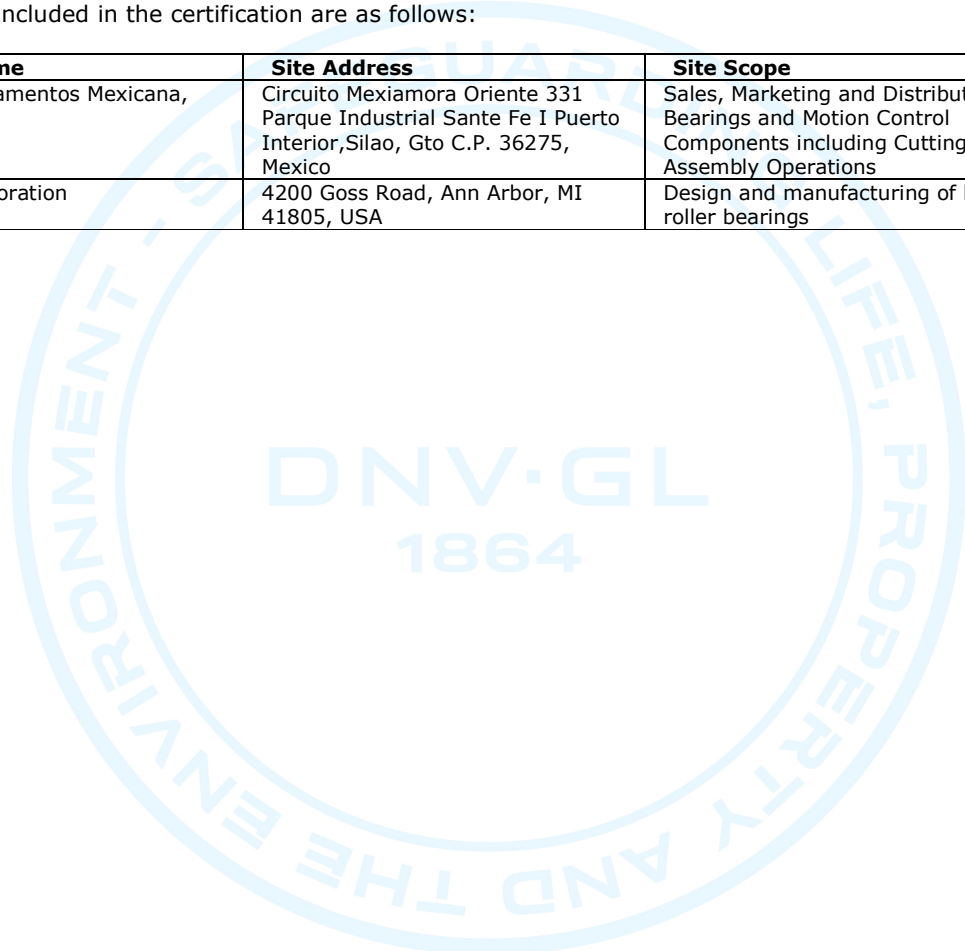 ncluded in the certification are as follows:
me Site Address Site Scope
amentos Mexicana, Circuito Mexiamora Oriente 331 Sales, Marketing and Distribut
Parque Industrial Sante Fe I Puerto Bearings and Motion Control
Interior,Silao, Gto C.P. 36275, Components including Cutting
Mexico Assembly Operations
oration 4200 Goss Road, Ann Arbor, MI Design and manufacturing of
41805, USA roller bearings
SAFEGUARDING LIFE, PROPERTY AND THE ENVIRONMENT -
DNV·GL
1864